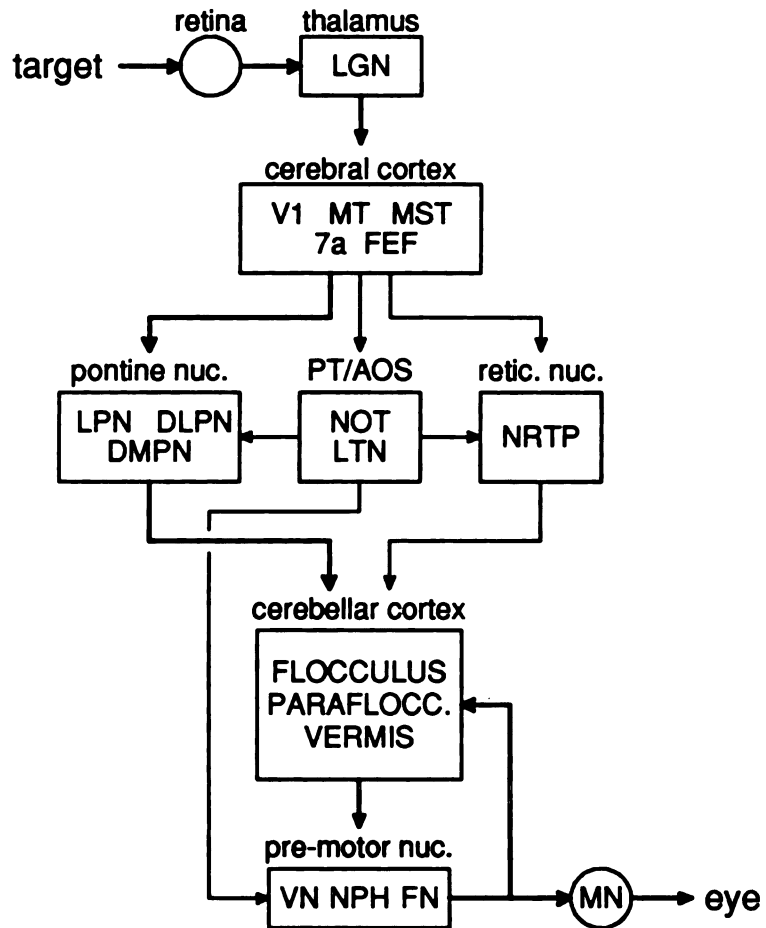 retina
thalamus
target
LGN
cerebral cortex
V1 MT MST
7a FEF
pontine nuc.
PT/AOS
retic. nuc.
LPN DLPN
DMPN
NOT
LTN
NRTP
cerebellar cortex
FLOCCULUS
PARAFLOCC.
VERMIS
pre-motor nuc.
VN NPH FN
MN
eye